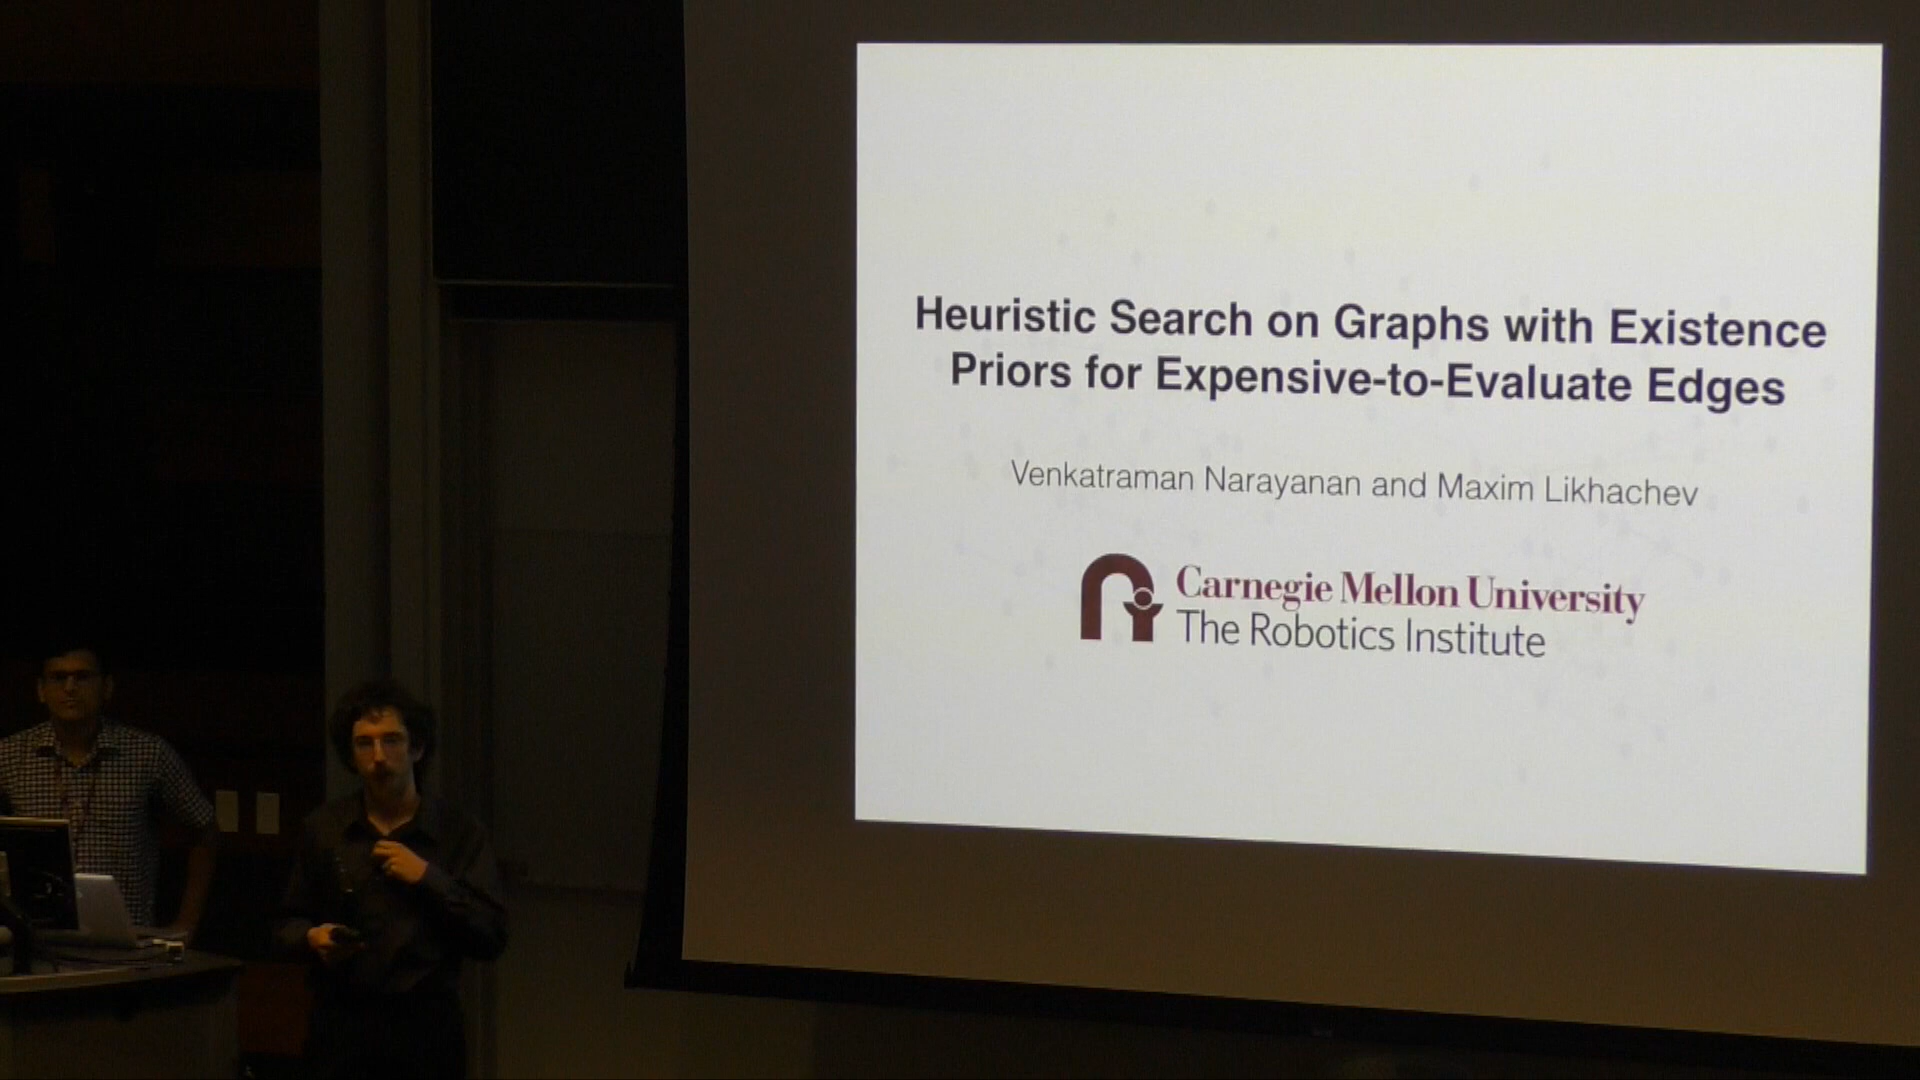 Heuristic Search on Graphs with Existence
Priors for Expensive-to-Evaluate Edges
Venkatraman Narayanan and Maxim Likhachev
Carnegie Mellon University
The Robotics Institute